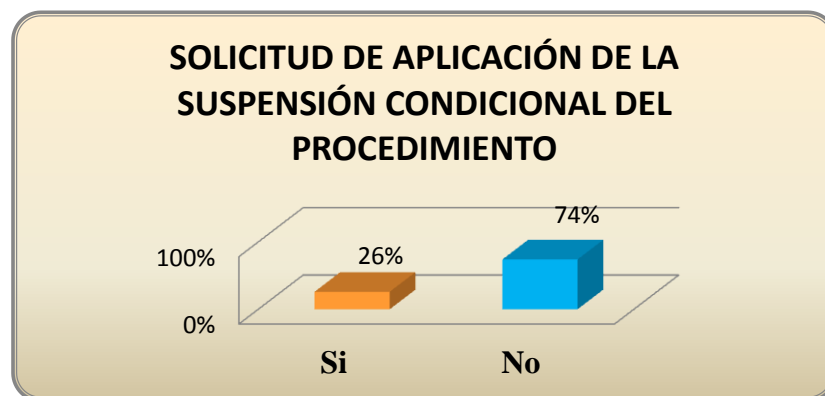 SOLICITUD DE APLICACIÓN DE LA
SUSPENSIÓN CONDICIONAL DEL
PROCEDIMIENTO
74%
26%
100%
0%
Si No